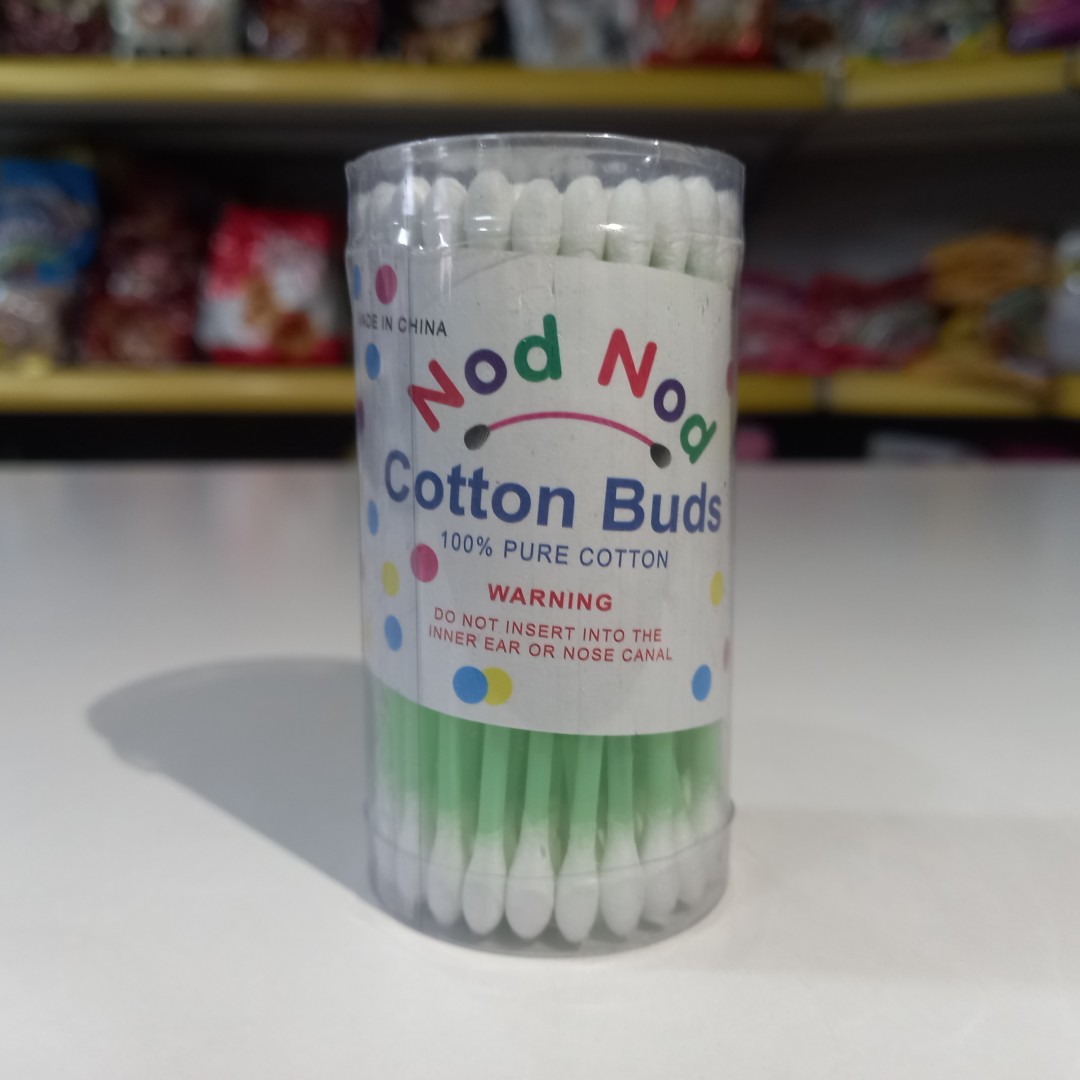 MADE IN CHINA
Nod Nod
Cotton Buds
100% PURE COTTON
WARNING
DO NOT INSERT INTO THE
INNER EAR OR NOSE CANAL